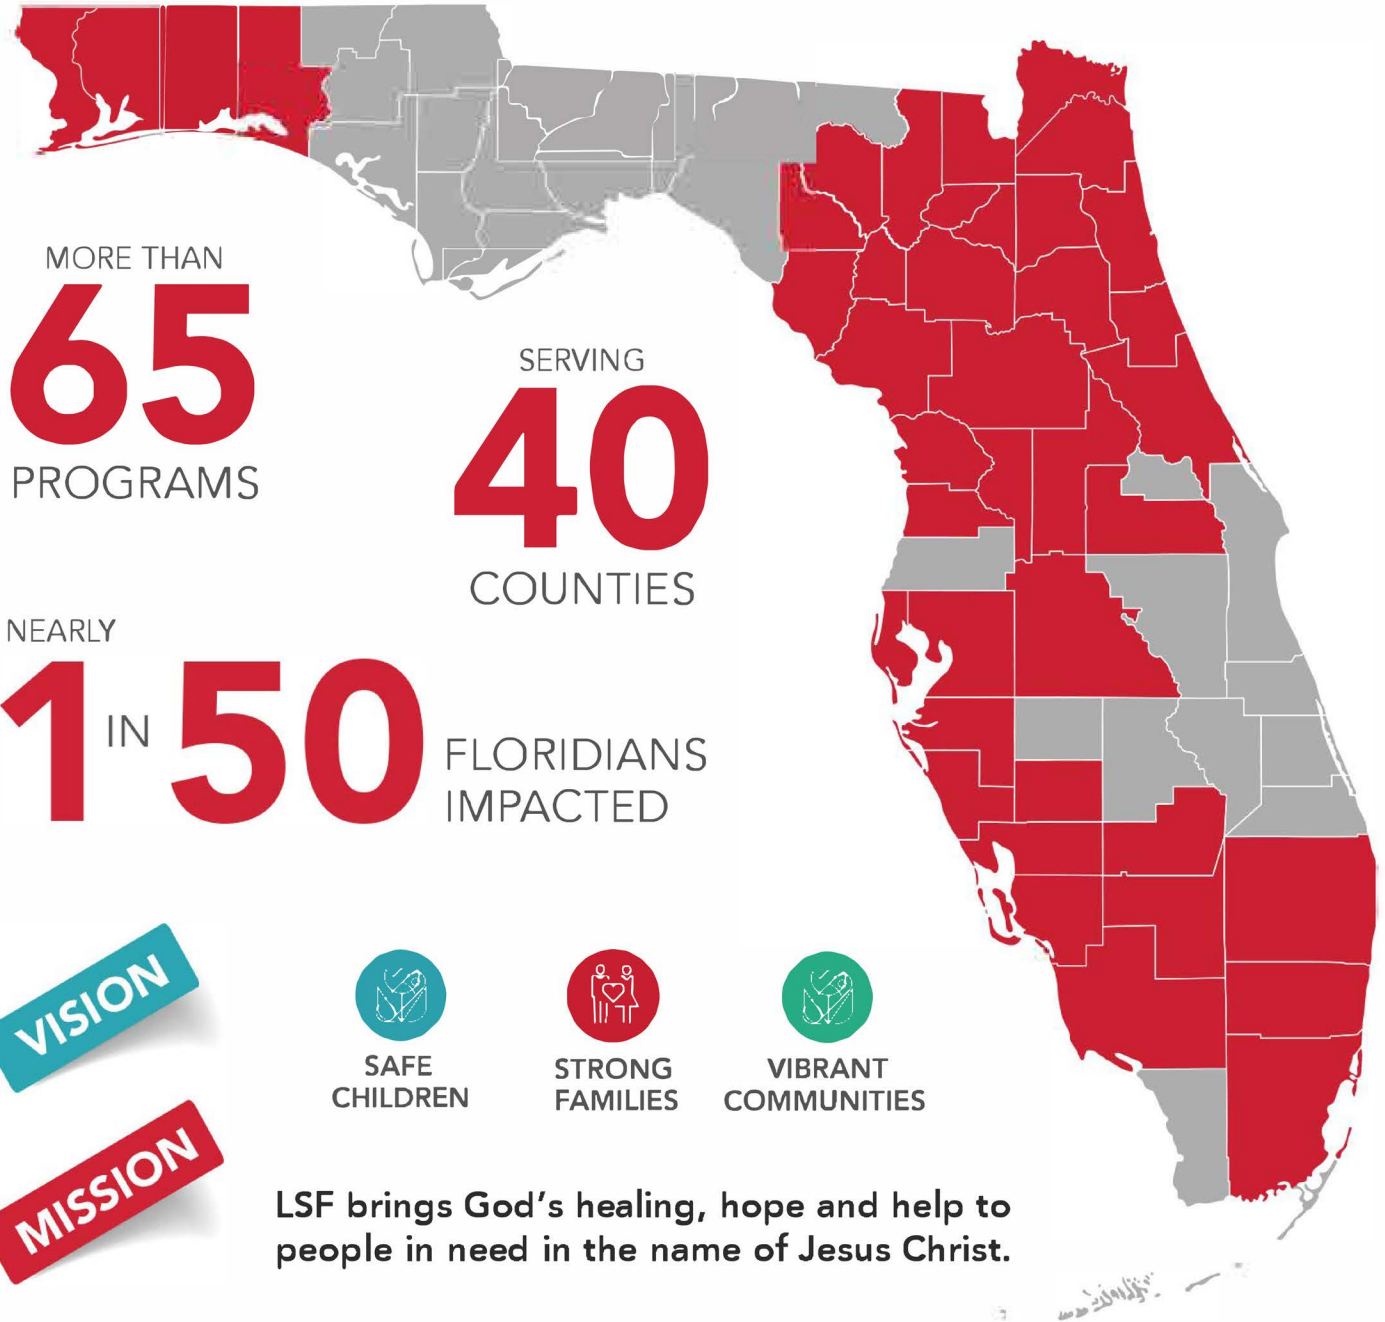 MORE THAN
65
PROGRAMS
SERVING
40
COUNTIES
NEARLY
1 IN 50
FLORIDIANS
IMPACTED
VISION
SAFE
CHILDREN
STRONG
FAMILIES
VIBRANT
COMMUNITIES
MISSION
LSF brings God's healing, hope and help to
people in need in the name of Jesus Christ.